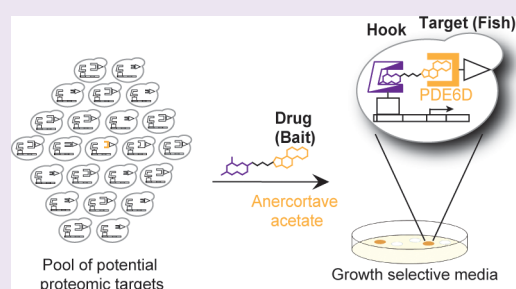 Hook
Target (Fish)
PDE6D
Drug
(Bait)
Anercortave
acetate
Pool of potential
proteomic targets
Growth selective media